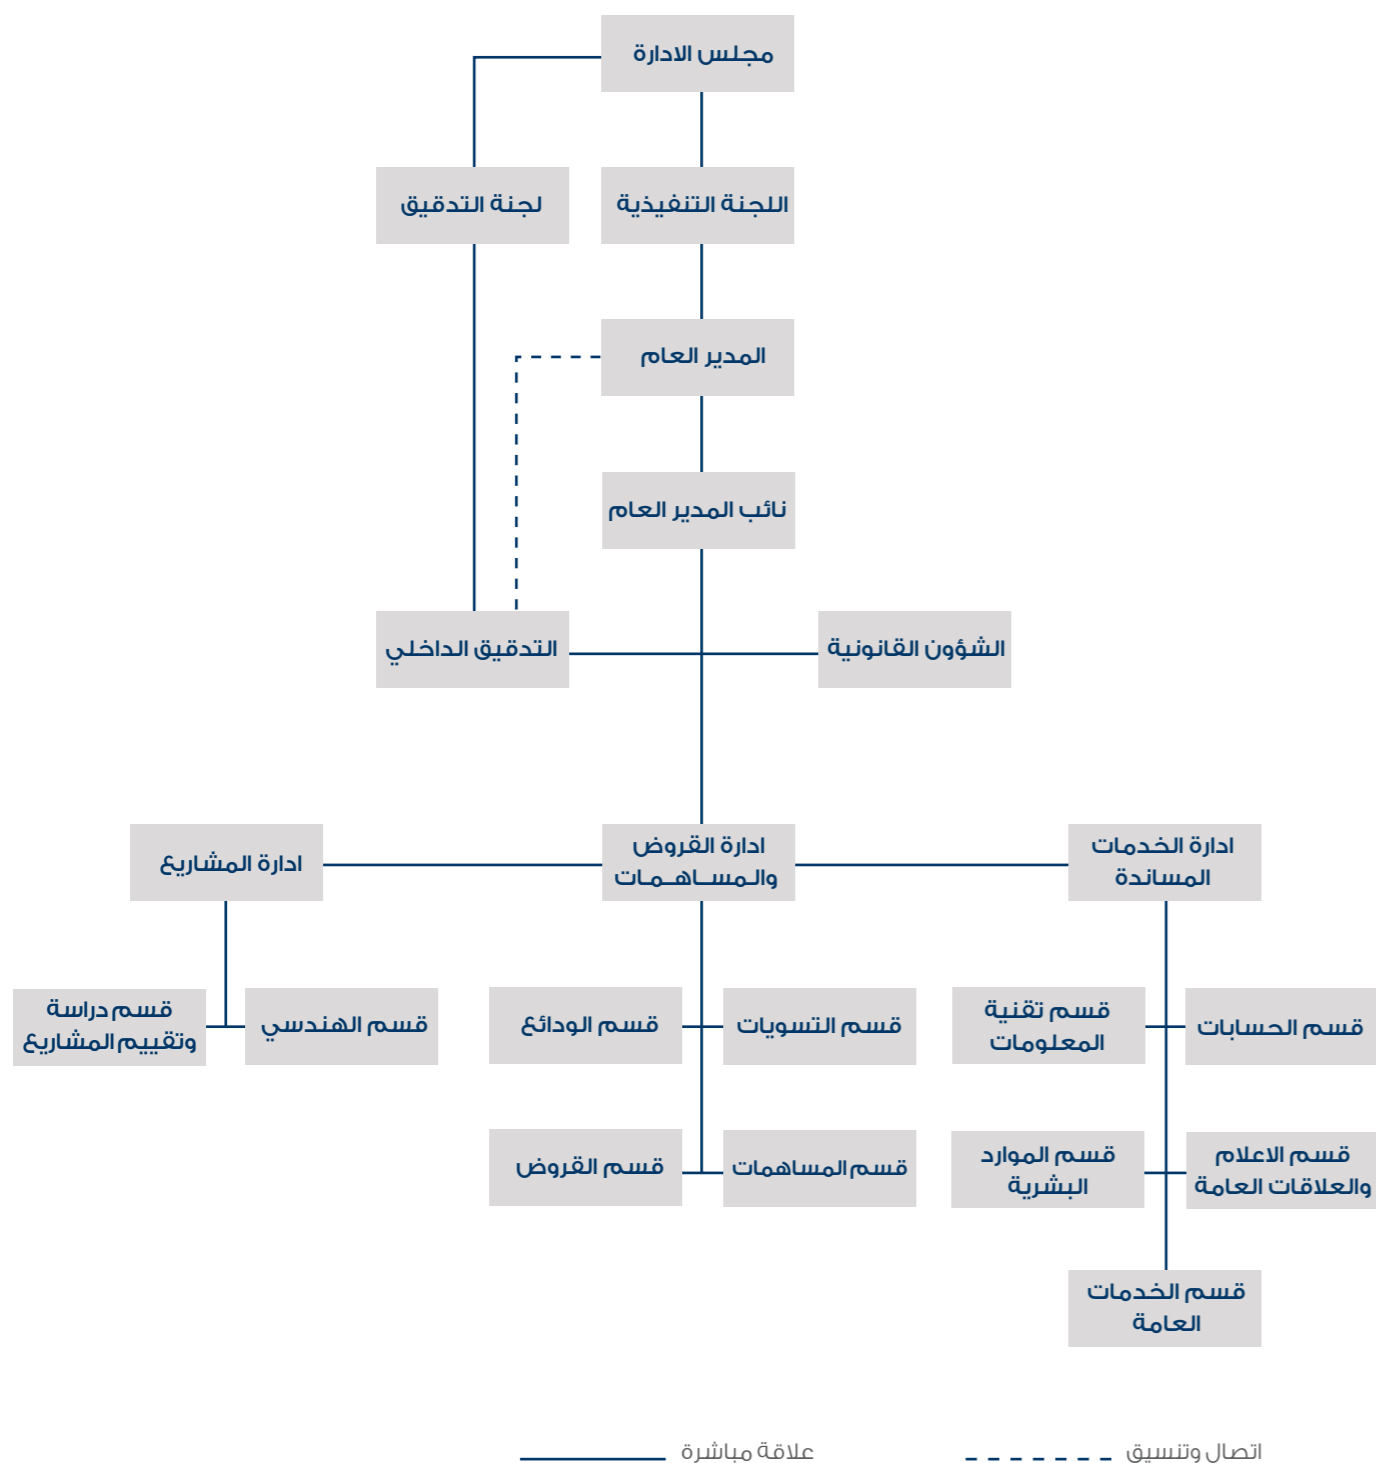 مجلس الادارة
اللجنة التنفيذية
لجنة التدقيق
المدير العام
نائب المدير العام
الشؤون القانونية
التدقيق الداخلي
ادارة الخدمات
المساندة
ادارة القروض
والمساهمات
ادارة المشاريع
قسم الحسابات
قسم تقنية
المعلومات
قسم التسويات
قسم الودائع
قسم الهندسي
قسم دراسة
وتقييم المشاريع
قسم الاعلام
والعلاقات العامة
قسم الموارد
البشرية
قسم المساهمات
قسم القروض
قسم الخدمات
العامة
اتصال وتنسيق
علاقة مباشرة